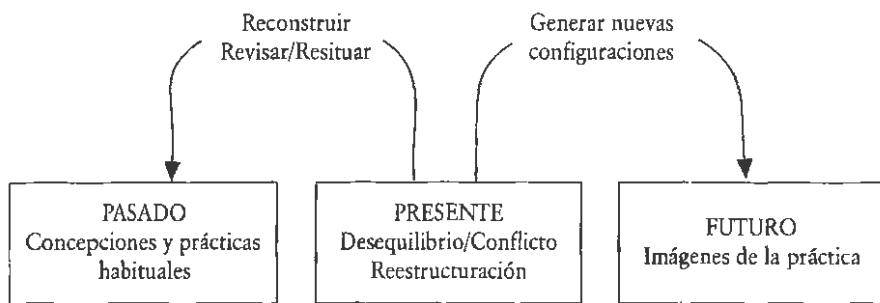 Reconstruir
Revisar/Resituar
Generar nuevas
configuraciones
PASADO
Concepciones y prácticas
habituales
PRESENTE
Desequilibrio/Conflicto
Reestructuración
FUTURO
Imágenes de la práctica